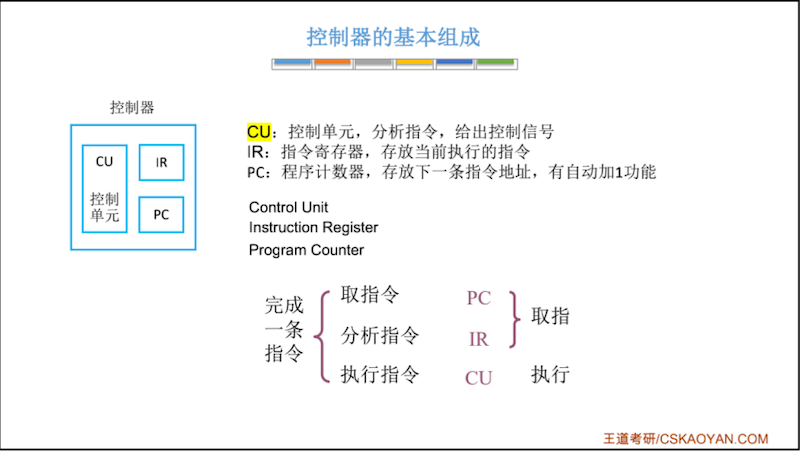 控制器的基本组成
控制器
CU
控制
单元
IR
PC
CU：控制单元，分析指令，给出控制信号
IR：指令寄存器，存放当前执行的指令
PC：程序计数器，存放下一条指令地址，有自动加1功能
Control Unit
Instruction Register
Program Counter
完成
一条
指令
取指令 PC
分析指令 IR
取指
执行指令 CU 执行
王道考研/CSKAOYAN.COM